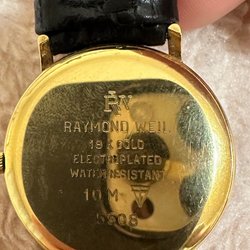 RW
RAYMOND WEIL
18 K GOLD
ELECTROPLATED
WATER RESISTANT
10 M
5508